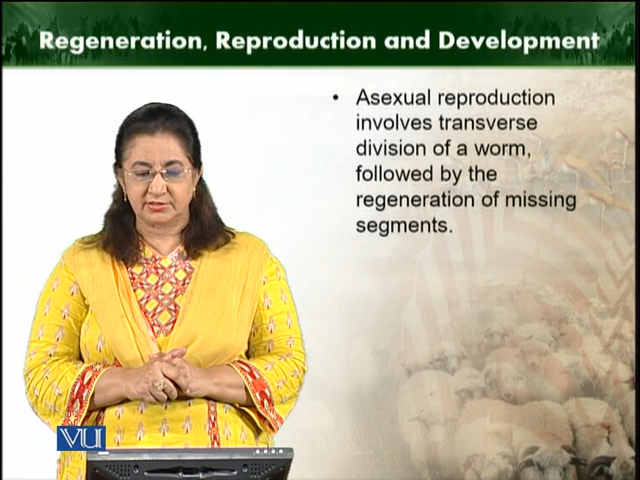 Regeneration, Reproduction and Development
• Asexual reproduction
involves transverse
division of a worm,
followed by the
regeneration of missing
segments.
VU